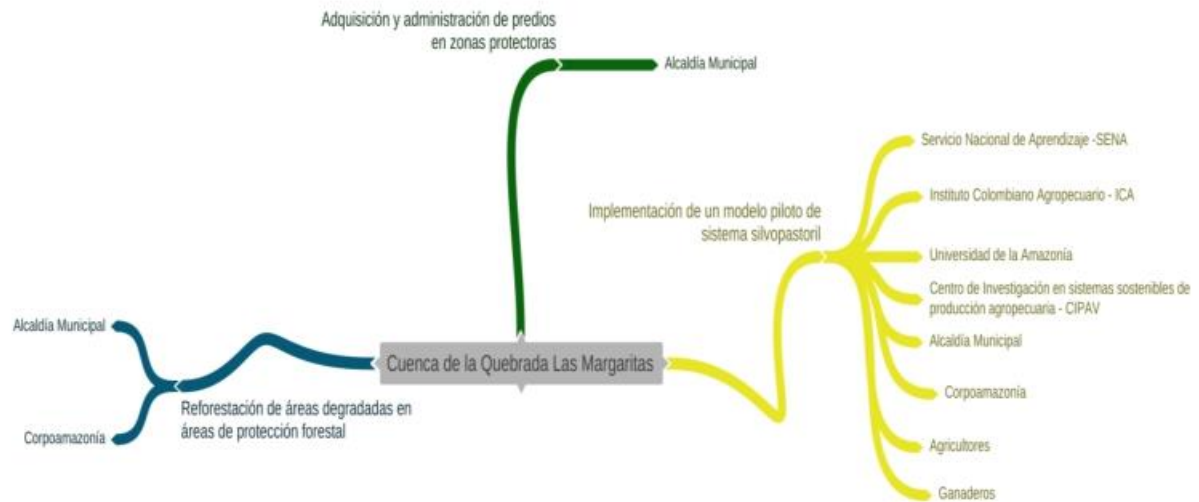 Adquisición y administración de predios
en zonas protectoras
Alcaldía Municipal
Servicio Nacional de Aprendizaje -SENA
Instituto Colombiano Agropecuario - ICA
Implementación de un modelo piloto de
sistema silvopastoril
Universidad de la Amazonía
Centro de Investigación en sistemas sostenibles de
producción agropecuaria - CIPAV
Alcaldía Municipal
Corpoamazonía
Agricultores
Ganaderos
Cuenca de la Quebrada Las Margaritas
Alcaldía Municipal
Reforestación de áreas degradadas en
áreas de protección forestal
Corpoamazonía